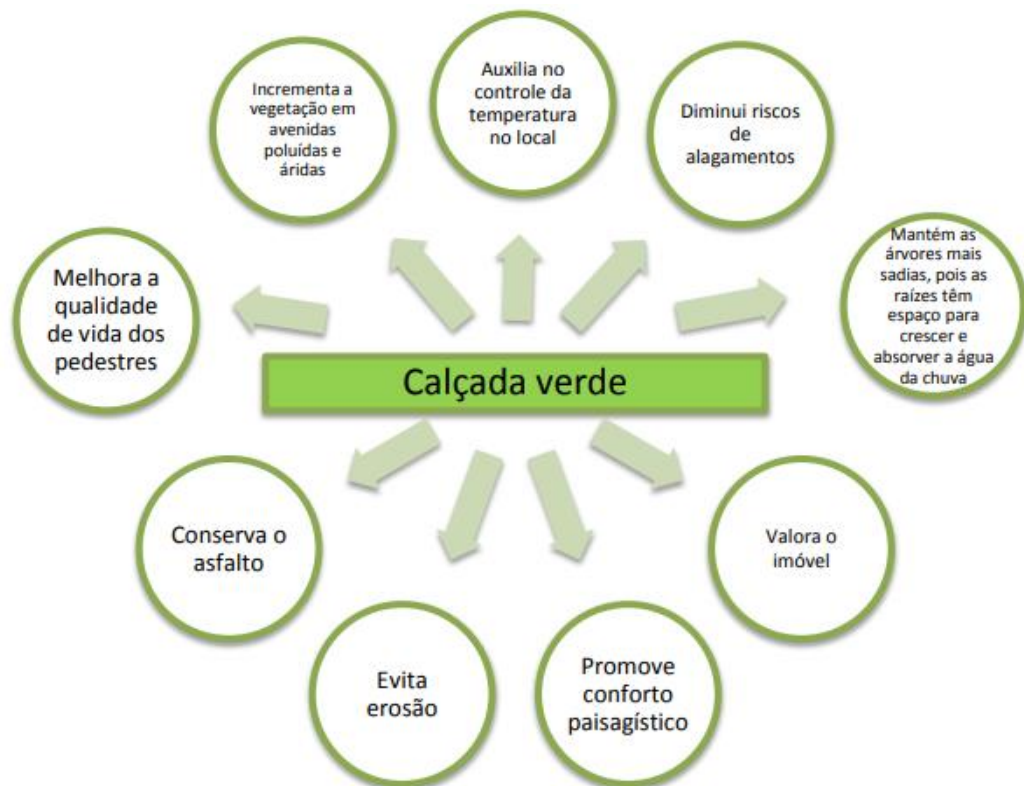 Auxilia no
controle da
temperatura
no local
Incrementa a
vegetação em
avenidas
poluídas e
áridas
Diminui riscos
de
alagamentos
Melhora a
qualidade
de vida dos
pedestres
Mantém as
árvores mais
sadias, pois as
raízes têm
espaço para
crescer e
absorver a água
da chuva
Calçada verde
Conserva o
asfalto
Valora o
imóvel
Evita
erosão
Promove
conforto
paisagístico